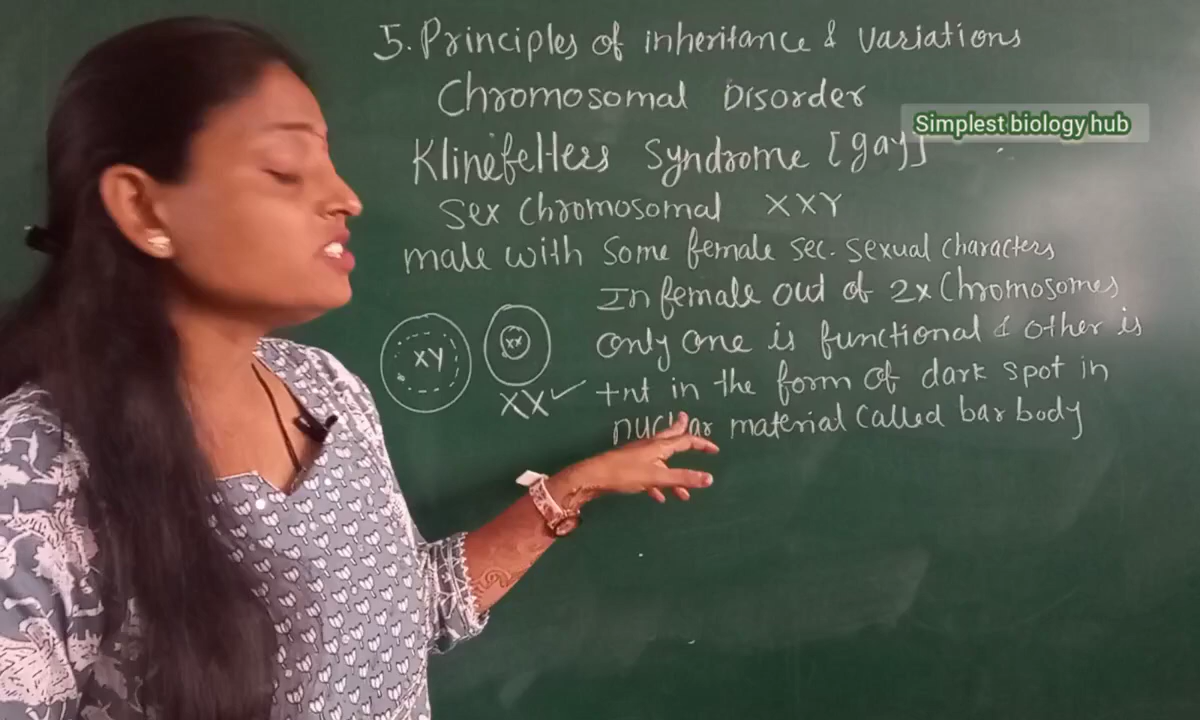 5. Principles of inheritance & variations
Chromosomal Disorder
Simplest biology hub
Klinefelters Syndrome [gay]
Sex Chromosomal XXY
male with some female sec. sexual characters
In female out of 2x Chromosomes
only one is functional & other is
XY
XX
+nt in the form of dark spot in
XX ✓
nuclear material called bar body